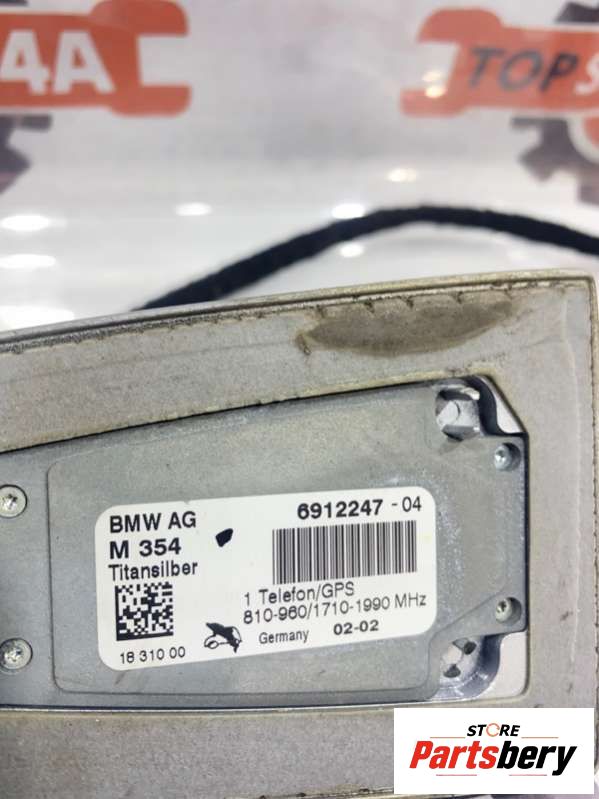 4A
TOP
BMW AG
6912247 - 04
M 354
Titansilber
1 Telefon/GPS
810-960/1710-1990 MHz
Germany 02-02
18 310 00
STORE
Partsbery